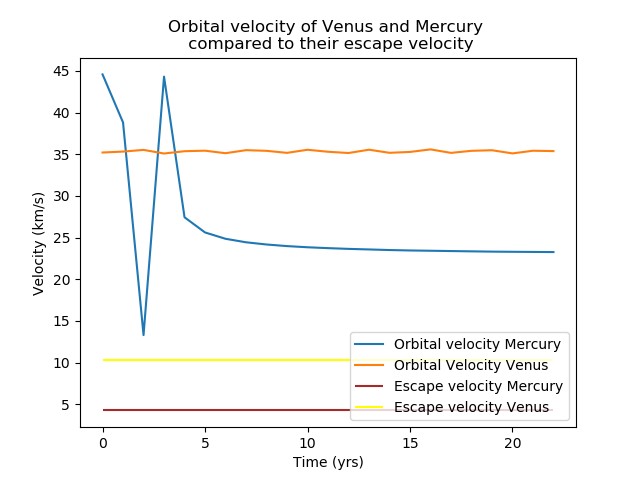 Orbital velocity of Venus and Mercury
compared to their escape velocity
45
40
35
30
25
20
15
10
5
Velocity (km/s)
Orbital velocity Mercury
Orbital Velocity Venus
Escape velocity Mercury
Escape velocity Venus
0 5 10 15 20
Time (yrs)